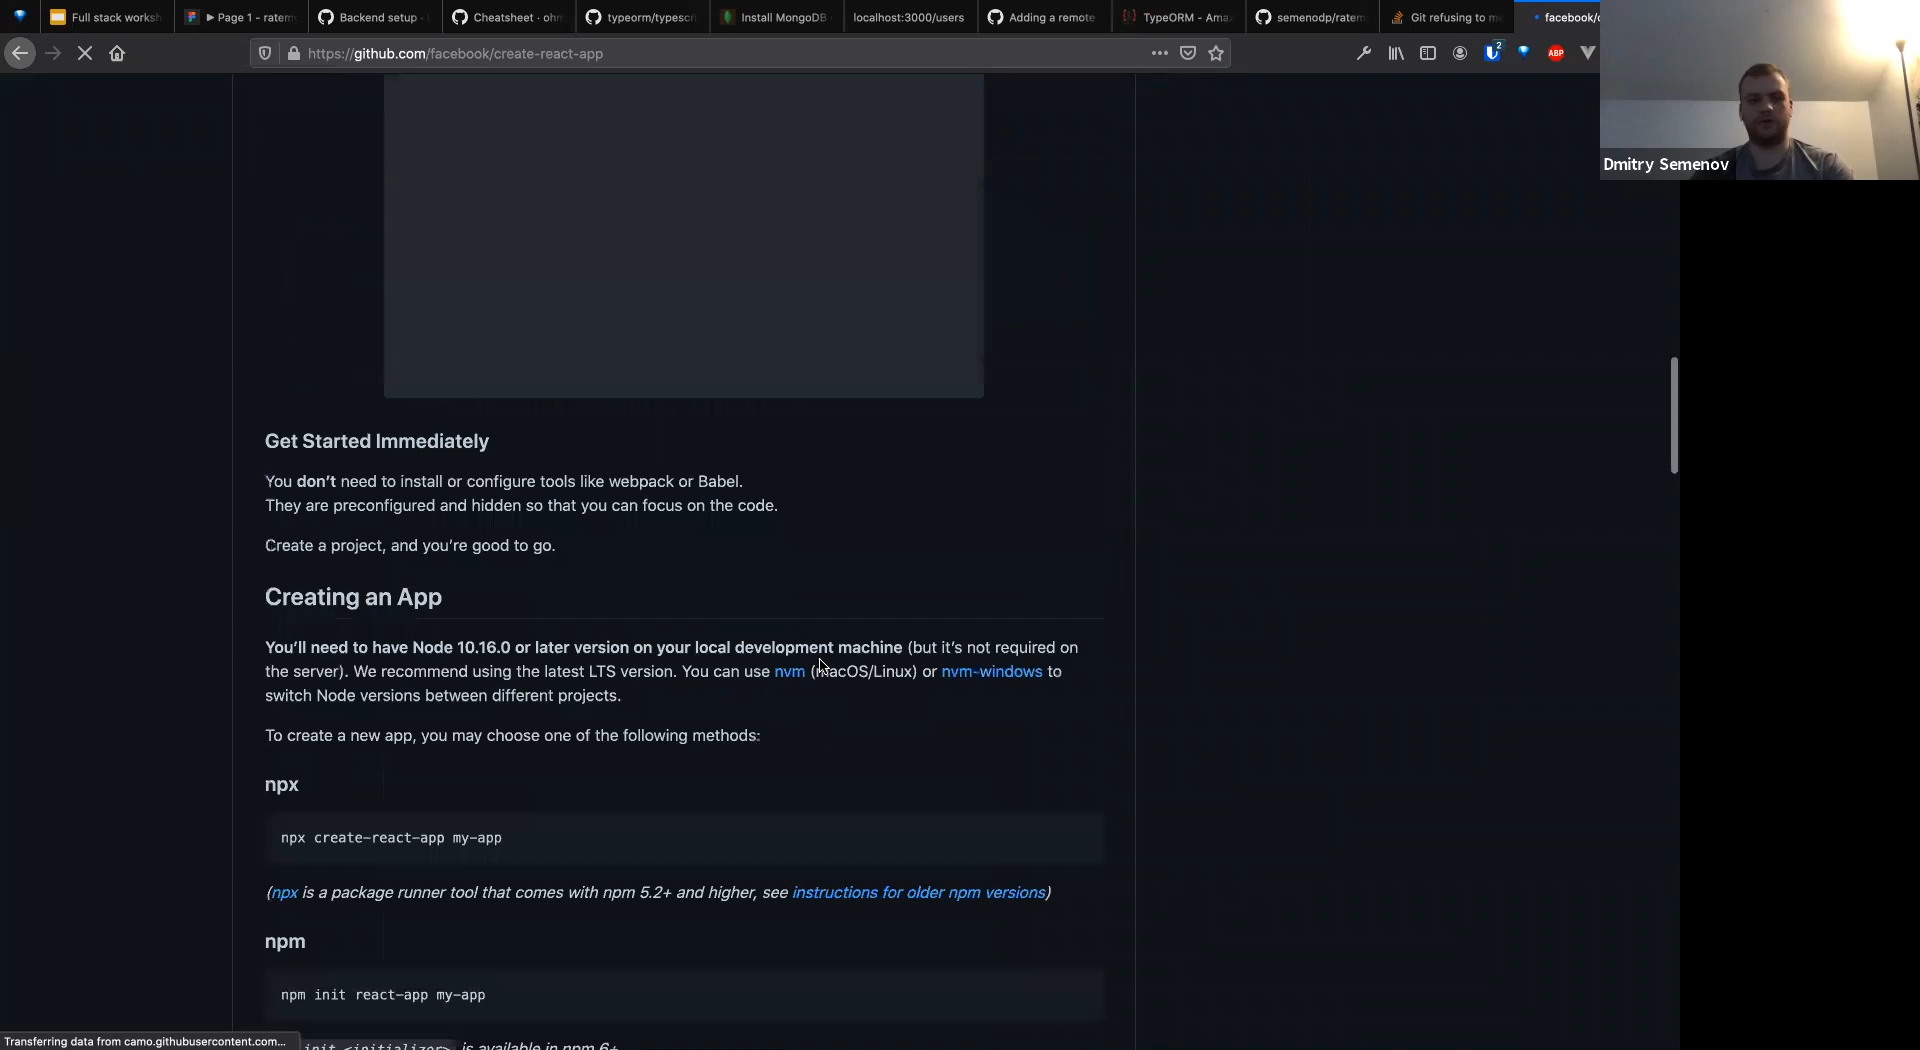 Full stack worksh
Page 1 - ratem
Backend setup ·
Cheatsheet · ohm
typeorm/typescri
Install MongoDB
localhost:3000/users
Adding a remote
TypeORM - Ama
semenodp/ratem
Git refusing to me
facebook/c
https://github.com/facebook/create-react-app
2
ABP
Dmitry Semenov
Get Started Immediately
You don't need to install or configure tools like webpack or Babel.
They are preconfigured and hidden so that you can focus on the code.
Create a project, and you're good to go.
Creating an App
You'll need to have Node 10.16.0 or later version on your local development machine (but it's not required on
the server). We recommend using the latest LTS version. You can use nvm (macOS/Linux) or nvm-windows to
switch Node versions between different projects.
To create a new app, you may choose one of the following methods:
npx
npx create-react-app my-app
(npx is a package runner tool that comes with npm 5.2+ and higher, see instructions for older npm versions)
npm
npm init react-app my-app
init <initializer> is available in npm 6+
Transferring data from camo.githubusercontent.com...